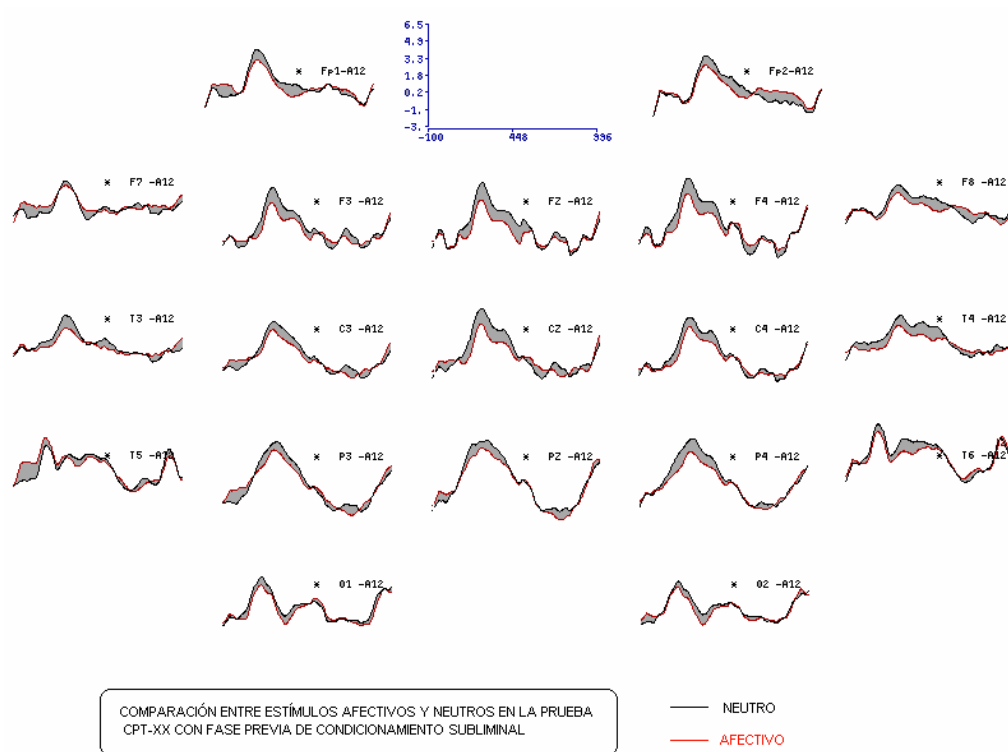 6.5
4.9
3.3
1.8
0.2
-1.
-3.
-100 448 996
* Fp1-A12
* Fp2-A12
* F7 -A12
* F3 -A12
* FZ -A12
* F4 -A12
* F8 -A12
* T3 -A12
* C3 -A12
* CZ -A12
* C4 -A12
* T4 -A12
* T5 -A12
* P3 -A12
* PZ -A12
* P4 -A12
* T6 -A12
* O1 -A12
* O2 -A12
COMPARACIÓN ENTRE ESTÍMULOS AFECTIVOS Y NEUTROS EN LA PRUEBA
CPT-XX CON FASE PREVIA DE CONDICIONAMIENTO SUBLIMINAL
NEUTRO
AFECTIVO